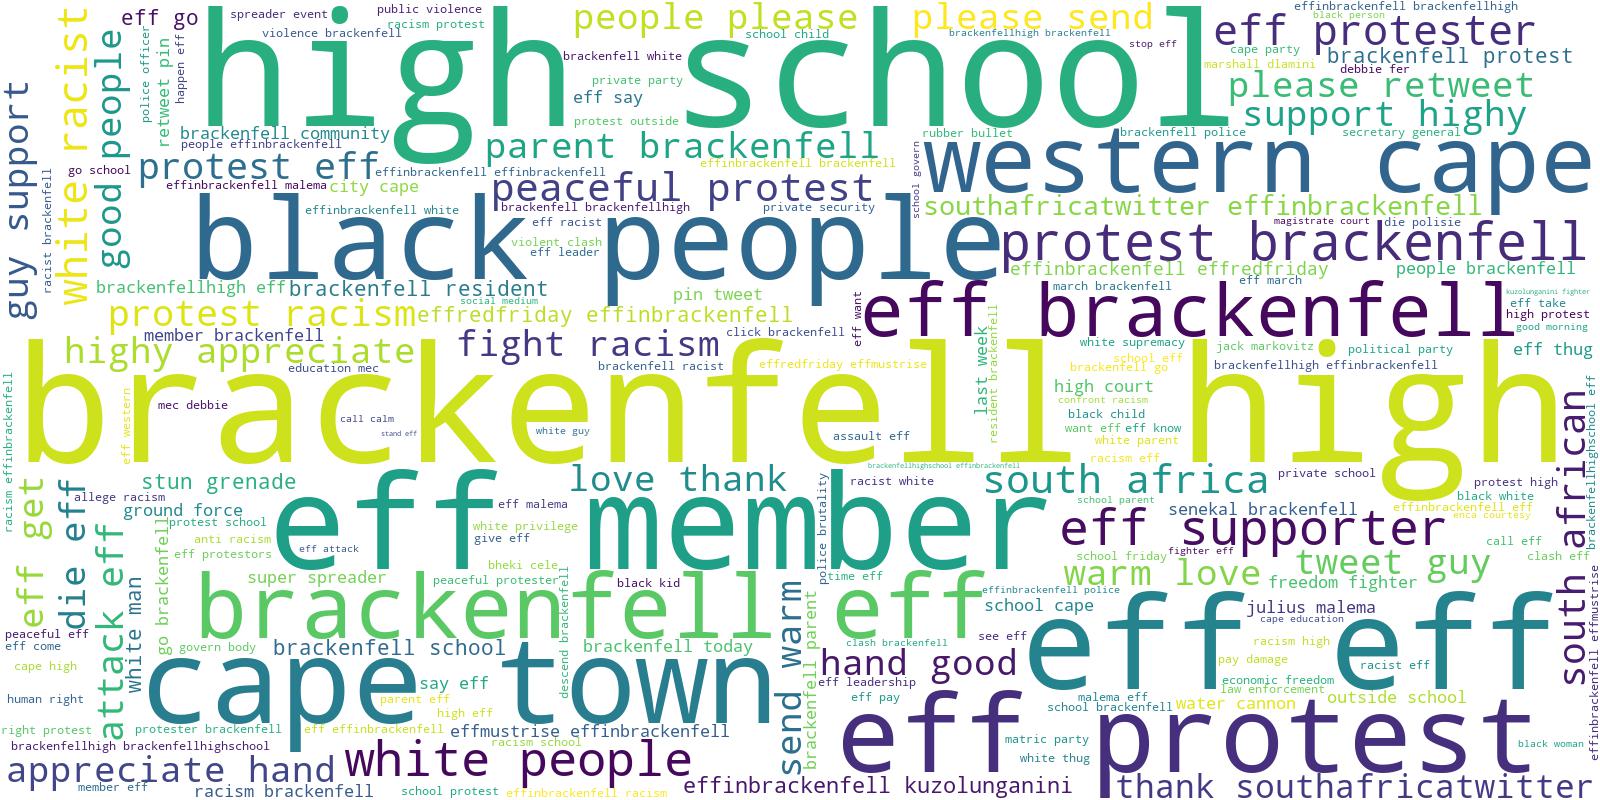 high school
black people
brackenfell high
western cape
eff member
brackenfell eff
cape town
eff eff
eff protest
eff brackenfell
protest brackenfell
eff protester
white people
eff supporter
south africa
south african
people please
please send
please retweet
support highy
brackenfell protest
parent brackenfell
peaceful protest
protest eff
white racist
good people
guy support
eff go
spreader event
public violence
racism protest
violence brackenfell
police officer
retweet pin
happen eff
school child
brackenfell white
private party
eff say
protest outside
brackenfellhigh brackenfell
stop eff
effinbrackenfell brackenfellhigh
black person
cape party
marshall dlamini
debbie fer
brackenfell community
people effinbrackenfell
go school
racist brackenfell
effinbrackenfell malema
city cape
effinbrackenfell effinbrackenfell
effinbrackenfell brackenfell
rubber bullet
brackenfell police
secretary general
school govern
southafricatwitter effinbrackenfell
effinbrackenfell white
brackenfell brackenfellhigh
private security
eff racist
violent clash
eff leader
magistrate court
die polisie
effinbrackenfell effredfriday
people brackenfell
brackenfellhigh eff
brackenfell resident
social medium
pin tweet
march brackenfell
eff march
kuzolunganini fighter
eff take
high protest
good morning
protest racism
effredfriday effinbrackenfell
eff want
click brackenfell
member brackenfell
highy appreciate
fight racism
education mec
brackenfell racist
effredfriday effmustrise
last week
resident brackenfell
white supremacy
school eff
brackenfell go
jack markovitz
political party
eff thug
brackenfellhigh effinbrackenfell
high court
confront racism
black child
want eff
eff know
white parent
racism eff
racism effinbrackenfell
eff western
mec debbie
call calm
stand eff
white guy
assault eff
brackenfellhighschool effinbrackenfell
private school
protest high
brackenfellhighschool eff
stun grenade
love thank
racist white
police brutality
school parent
senekal brackenfell
black white
effinbrackenfell eff
enca courtesy
eff get
die eff
allege racism
ground force
attack eff
protest school
anti racism
eff protestors
go brackenfell
eff malema
white privilege
give eff
eff attack
bheki cele
school friday
fighter eff
call eff
clash eff
warm love
tweet guy
freedom fighter
super spreader
peaceful protester
black kid
descend brackenfell
time eff
effinbrackenfell police
school cape
julius malema
cape education
racism high
clash brackenfell
see eff
pay damage
racist eff
economic freedom
law enforcement
outside school
peaceful eff
eff come
white man
govern body
brackenfell school
brackenfell today
send warm
brackenfell parent
hand good
eff leadership
eff pay
malema eff
school brackenfell
water cannon
cape high
human right
say eff
parent eff
high eff
right protest
protester brackenfell
eff effinbrackenfell
effmustrise effinbrackenfell
racism school
matric party
white thug
black woman
effinbrackenfell effmustrise
brackenfellhigh brackenfellhighschool
appreciate hand
member eff
racism brackenfell
school protest
effinbrackenfell racism
effinbrackenfell kuzolunganini
thank southafricatwitter